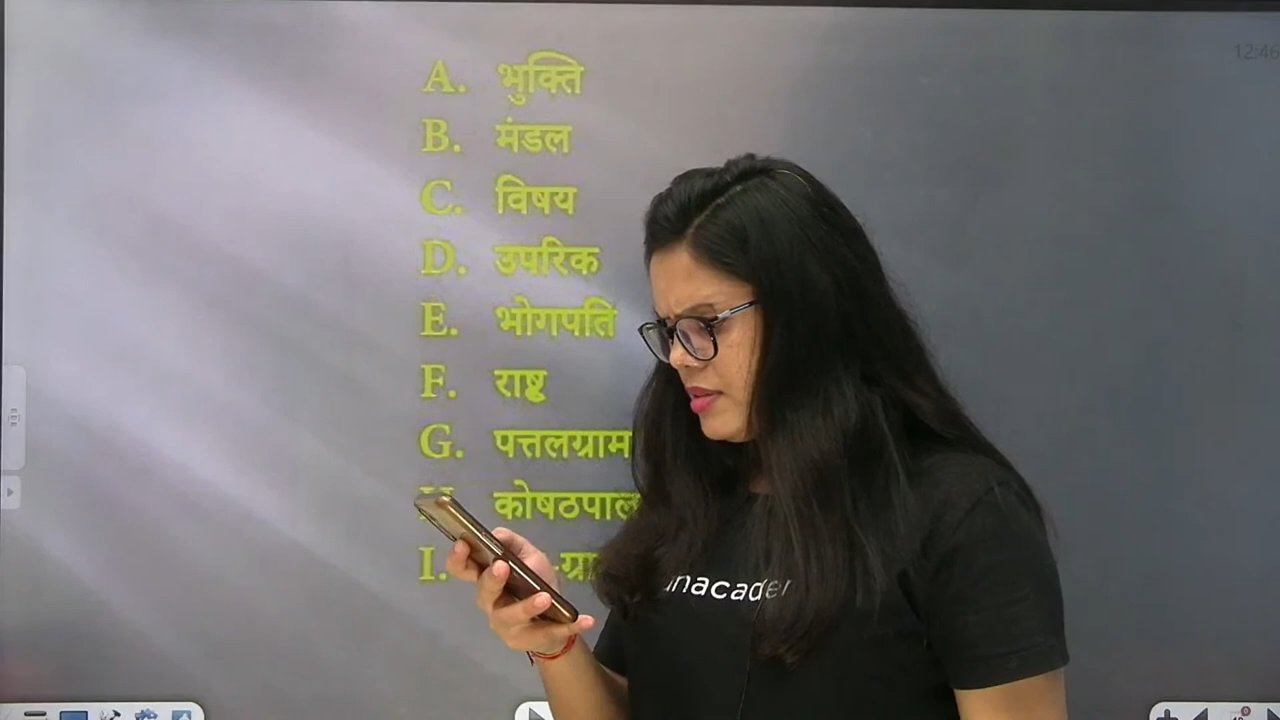 12:46
A. भुक्ति
B. मंडल
C. विषय
D. उपरिक
E. भोगपति
F. राष्ट्र
G. पत्तलग्राम
कोषठपाल
I. -ग्रा
unacade